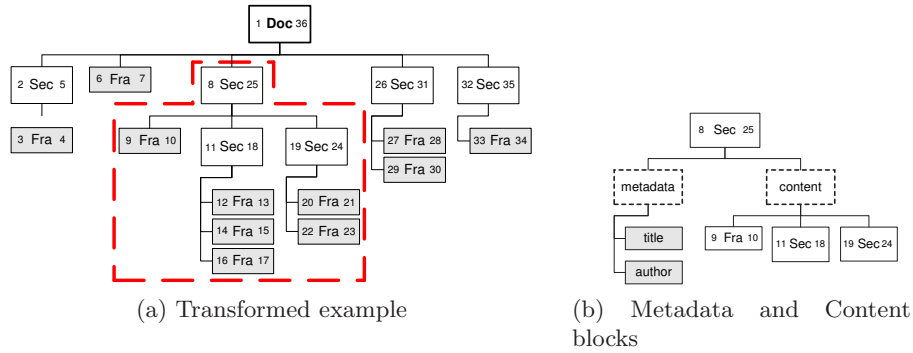 1 Doc 36
2 Sec 5
6 Fra 7
8 Sec 25
26 Sec 31
32 Sec 35
3 Fra 4
9 Fra 10
11 Sec 18
19 Sec 24
27 Fra 28
33 Fra 34
29 Fra 30
12 Fra 13
20 Fra 21
14 Fra 15
22 Fra 23
16 Fra 17
(a) Transformed example
8 Sec 25
metadata
content
title
9 Fra 10
11 Sec 18
19 Sec 24
author
(b) Metadata and Content
blocks